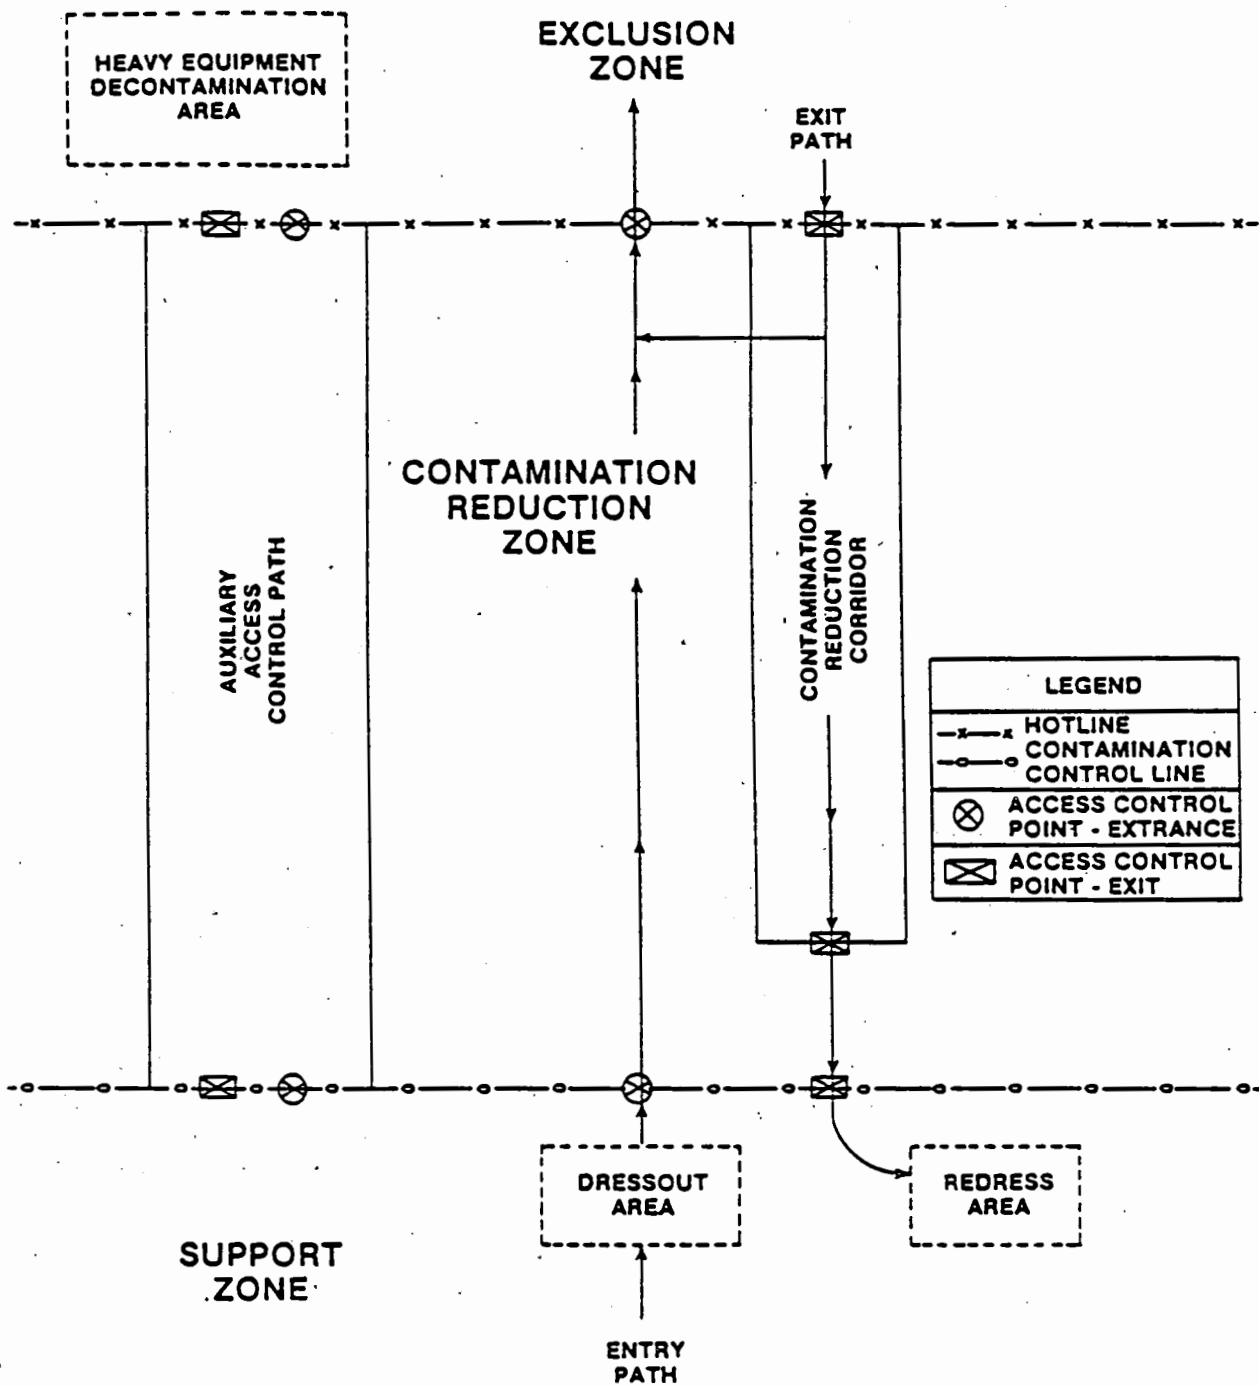 HEAVY EQUIPMENT
DECONTAMINATION
AREA
EXCLUSION
ZONE
EXIT
PATH
CONTAMINATION
REDUCTION
ZONE
AUXILIARY
ACCESS
CONTROL PATH
CONTAMINATION
REDUCTION
CORRIDOR
LEGEND
HOTLINE
CONTAMINATION
CONTROL LINE
ACCESS CONTROL
POINT - EXTRANCE
ACCESS CONTROL
POINT - EXIT
DRESSOUT
AREA
REDRESS
AREA
SUPPORT
ZONE
ENTRY
PATH